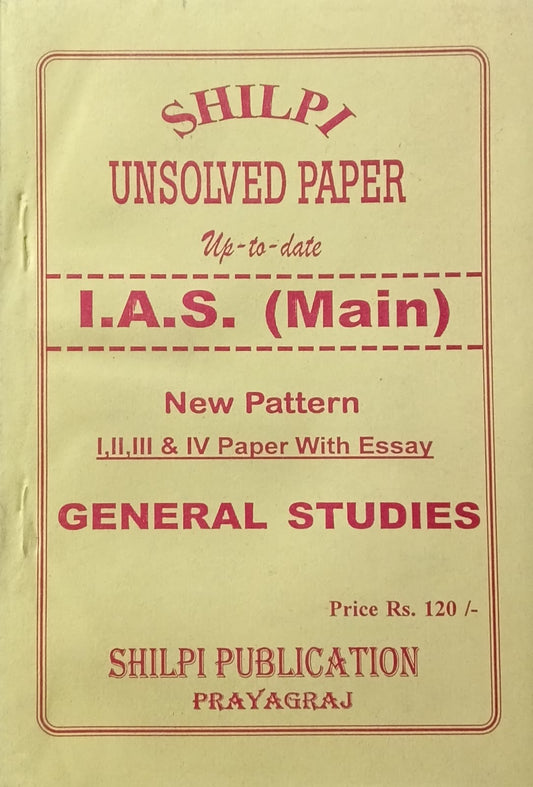 SHILPI
UNSOLVED PAPER
Up-to-date
I.A.S. (Main)
New Pattern
I,II,III & IV Paper With Essay
GENERAL STUDIES
Price Rs. 120 /-
SHILPI PUBLICATION
PRAYAGRAJ